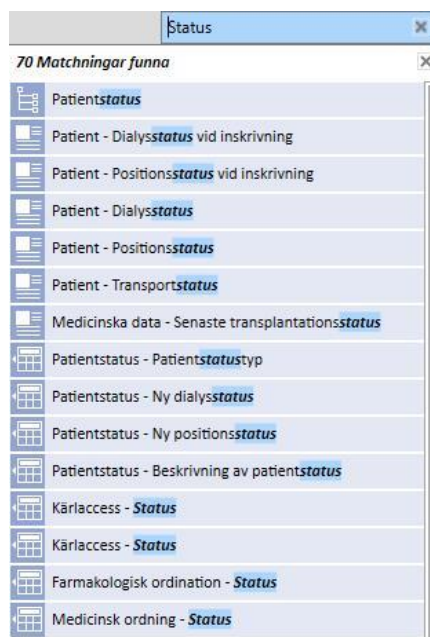 Status
70 Matchningar funna
Patientstatus
Patient - Dialysstatus vid inskrivning
Patient - Positionsstatus vid inskrivning
Patient - Dialysstatus
Patient - Positionsstatus
Patient - Transportstatus
Medicinska data - Senaste transplantationsstatus
Patientstatus - Patientstatustyp
Patientstatus - Ny dialysstatus
Patientstatus - Ny positionsstatus
Patientstatus - Beskrivning av patientstatus
Kärlaccess - Status
Kärlaccess - Status
Farmakologisk ordination - Status
Medicinsk ordning - Status